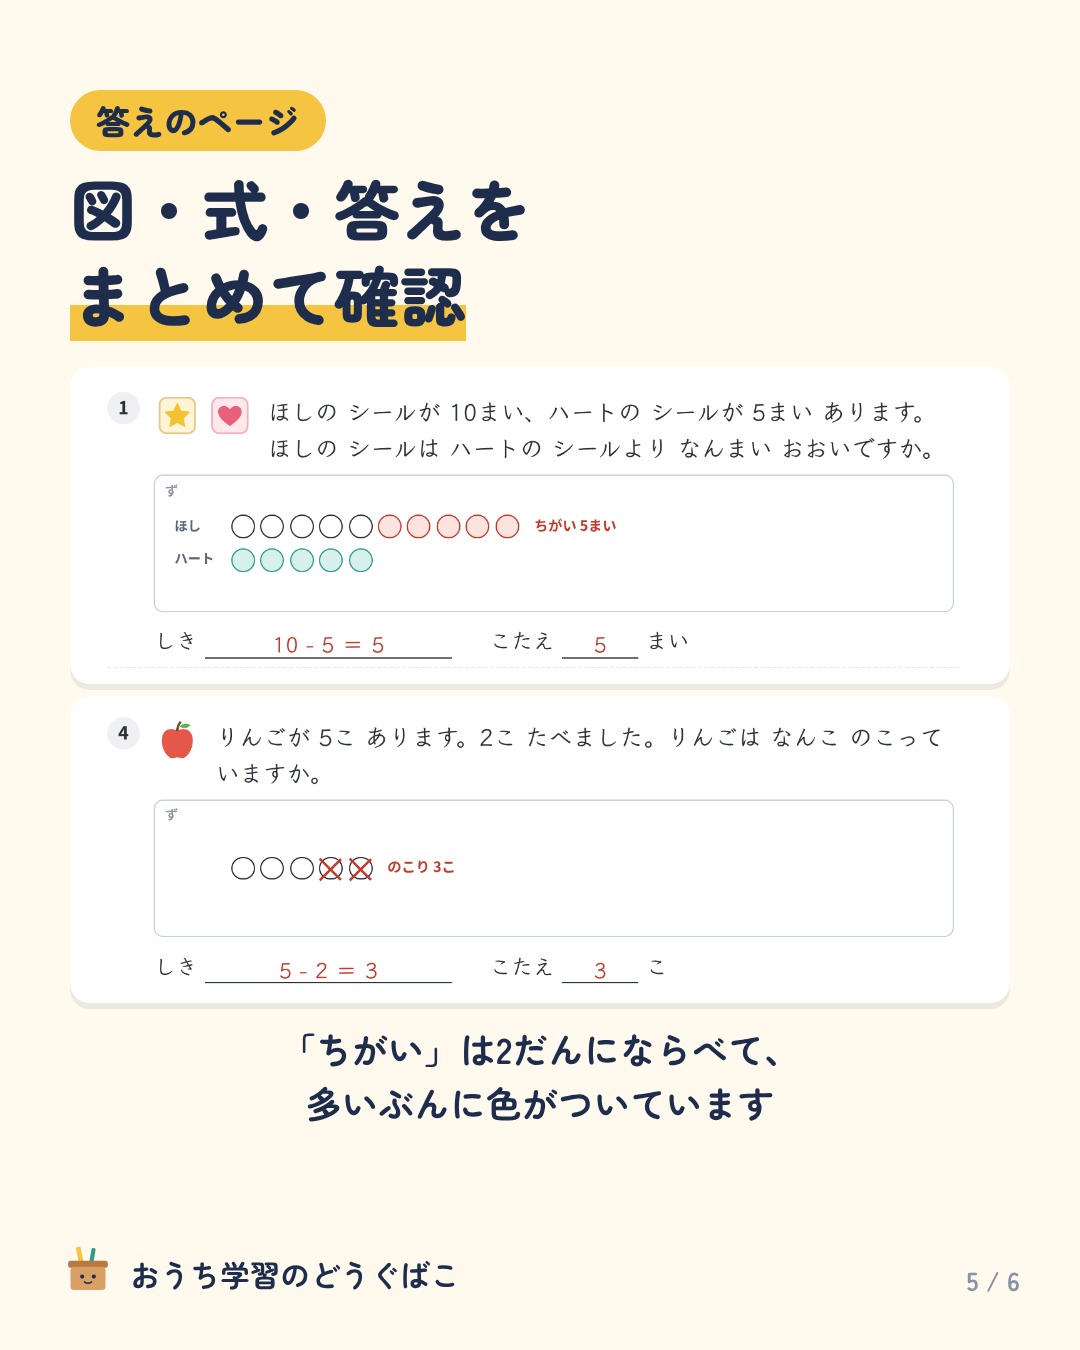 答えのページ
図・式・答えを
まとめて確認
1
ほしの シールが 10まい、ハートの シールが 5まい あります。
ほしの シールは ハートの シールより なんまい おおいですか。
ず
ほし
ちがい 5まい
ハート
しき 10 - 5 = 5 こたえ 5 まい
4
りんごが 5こ あります。2こ たべました。りんごは なんこ のこって
いますか。
ず
のこり 3こ
しき 5 - 2 = 3 こたえ 3 こ
「ちがい」は2だんにならべて、
多いぶんに色がついています
おうち学習のどうぐばこ
5 / 6